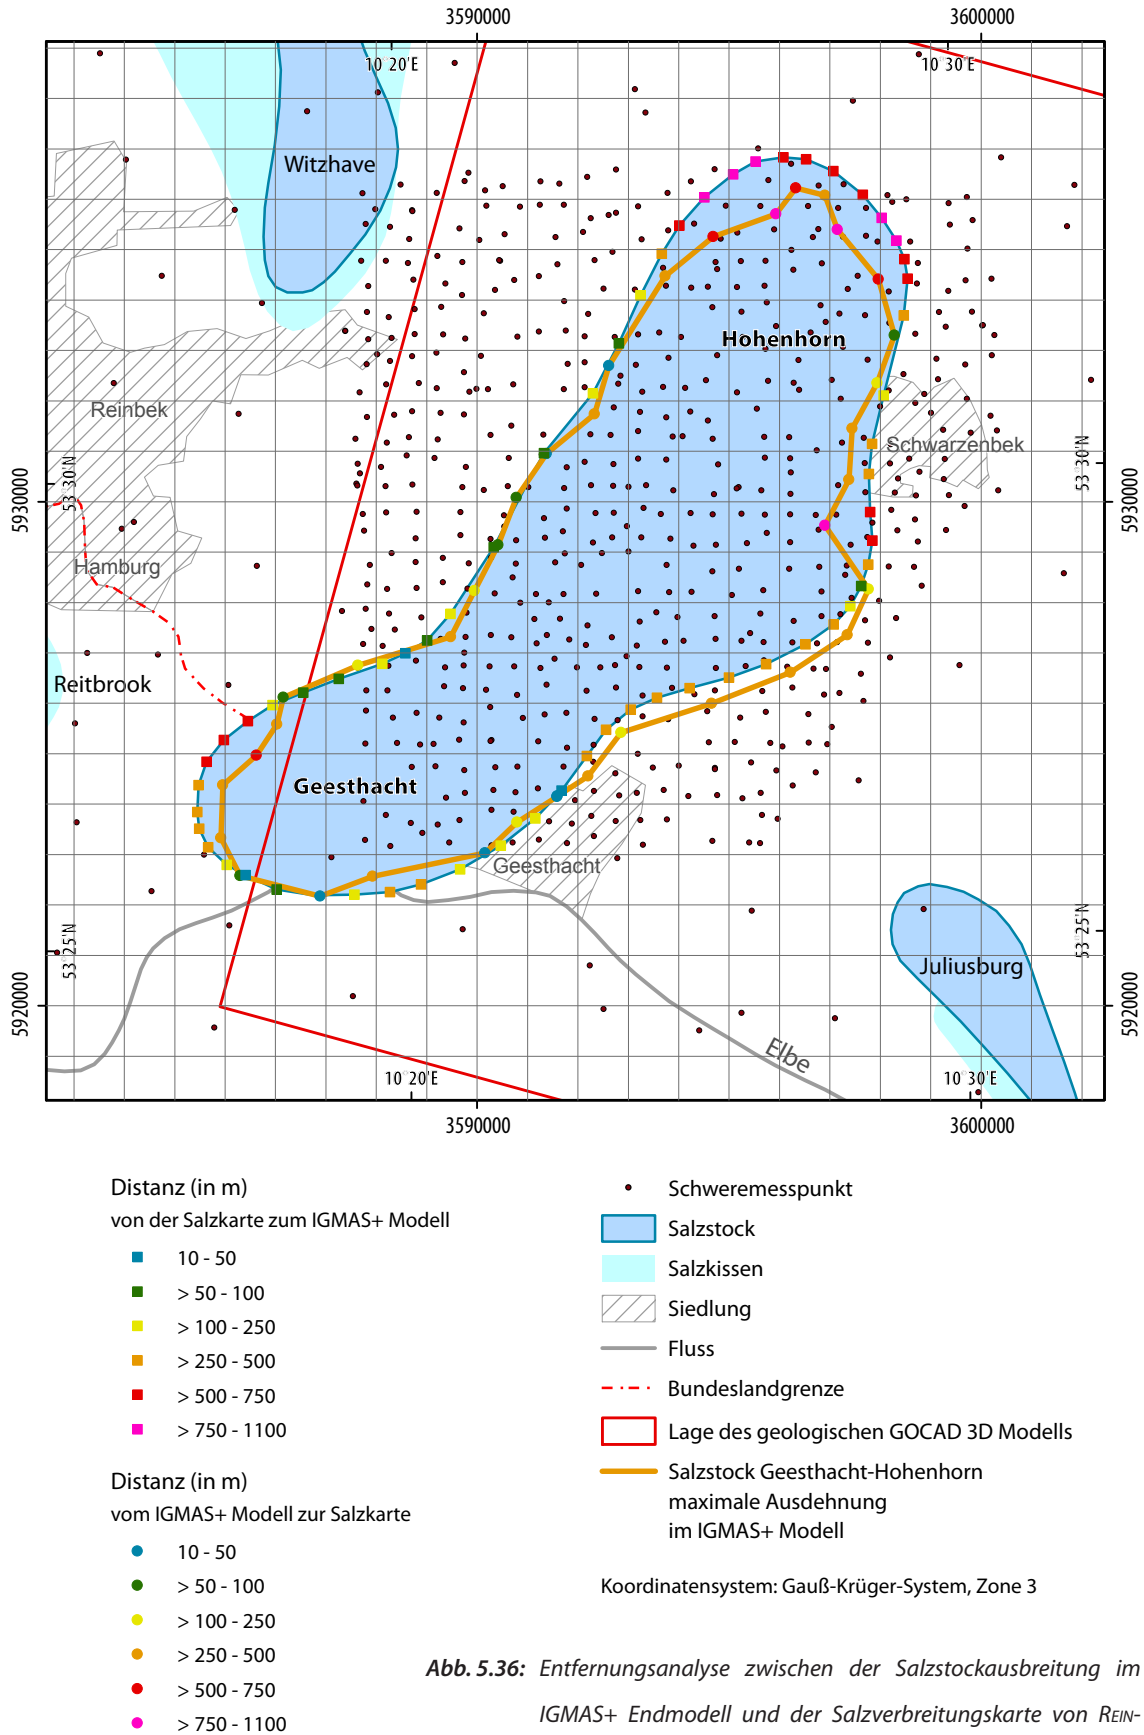 3590000
3600000
10°20'E
10°30'E
Witzhave
Hohenhorn
Reinbek
Schwarzenbek
53°30'N
53°30'N
5930000
5930000
Hamburg
Reitbrook
Geesthacht
Geesthacht
53°25'N
53°25'N
Juliusburg
5920000
5920000
Elbe
10°20'E
10°30'E
3590000
3600000
Distanz (in m)
von der Salzkarte zum IGMAS+ Modell
10 - 50
> 50 - 100
> 100 - 250
> 250 - 500
> 500 - 750
> 750 - 1100
Distanz (in m)
vom IGMAS+ Modell zur Salzkarte
10 - 50
> 50 - 100
> 100 - 250
> 250 - 500
> 500 - 750
> 750 - 1100
Schweremesspunkt
Salzstock
Salzkissen
Siedlung
Fluss
Bundeslandgrenze
Lage des geologischen GOCAD 3D Modells
Salzstock Geesthacht-Hohenhorn
maximale Ausdehnung
im IGMAS+ Modell
Koordinatensystem: Gauß-Krüger-System, Zone 3
Abb. 5.36: Entfernungsanalyse zwischen der Salzstockausbreitung im
IGMAS+ Endmodell und der Salzverbreitungskarte von REIN-